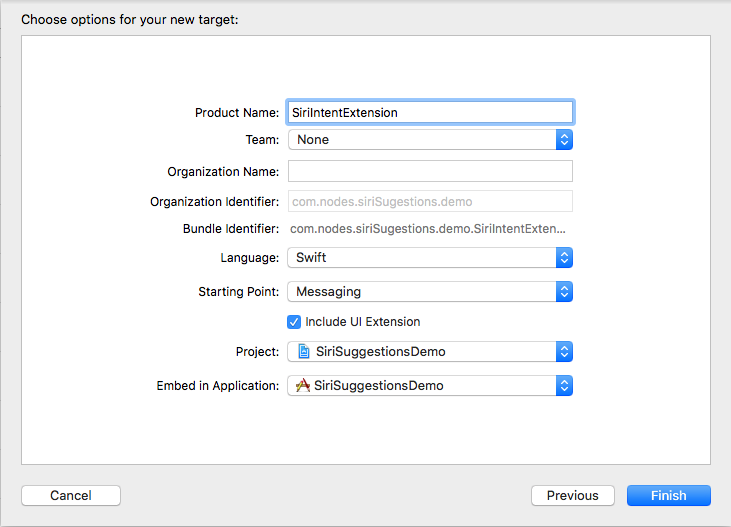 Choose options for your new target:
Product Name: SiriIntentExtension
Team: None
Organization Name:
Organization Identifier: com.nodes.siriSugestions.demo
Bundle Identifier: com.nodes.siriSugestions.demo.SiriIntentExten...
Language: Swift
Starting Point: Messaging
Include UI Extension
Project: SiriSuggestionsDemo
Embed in Application: SiriSuggestionsDemo
Cancel Previous Finish